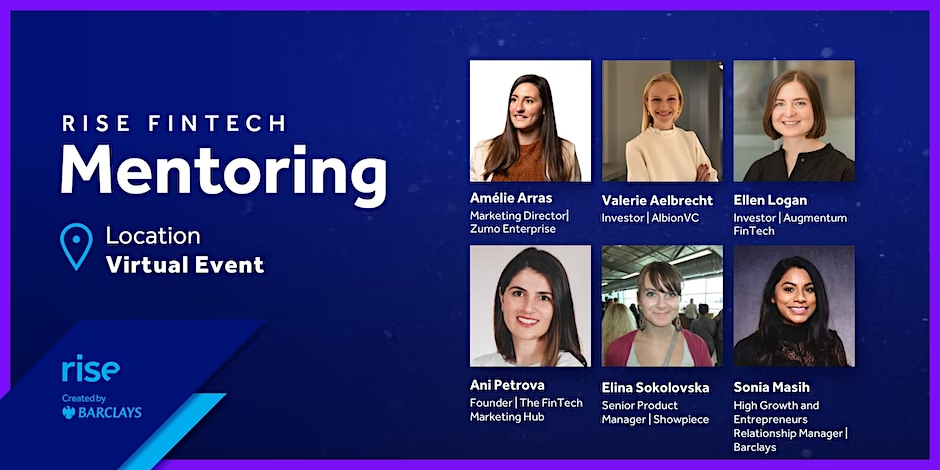 RISE FINTECH
Mentoring
Location
Virtual Event
rise
Created by
BARCLAYS
Amélie Arras
Marketing Director|
Zumo Enterprise
Valerie Aelbrecht
Investor | AlbionVC
Ellen Logan
Investor | Augmentum
FinTech
Ani Petrova
Founder | The FinTech
Marketing Hub
Elina Sokolovska
Senior Product
Manager | Showpiece
Sonia Masih
High Growth and
Entrepreneurs
Relationship Manager |
Barclays